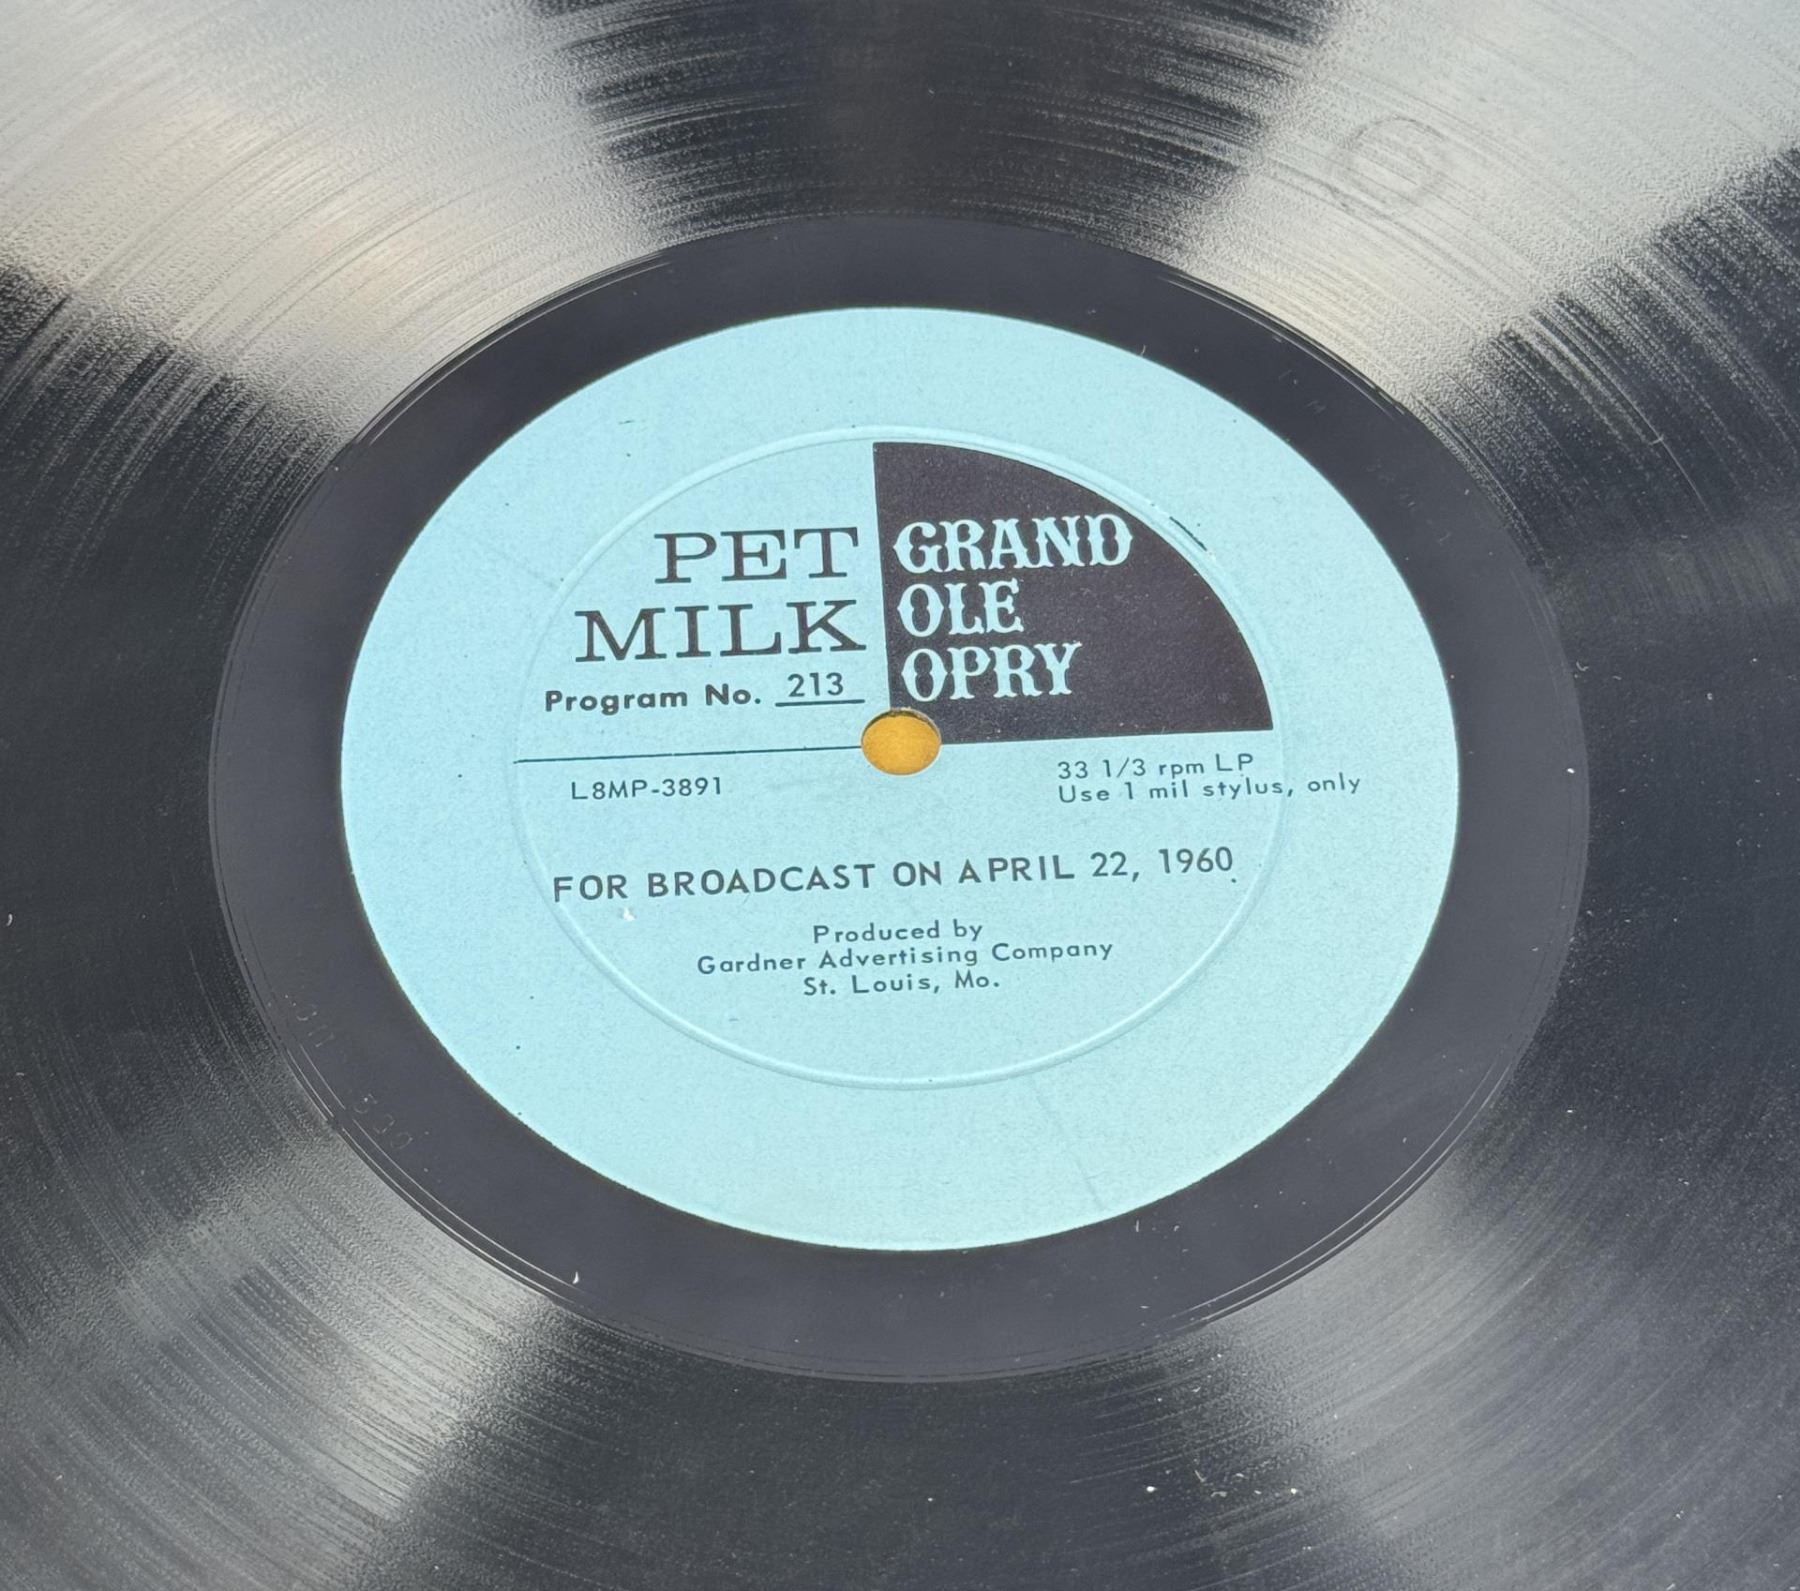 PET
MILK
GRAND
OLE
OPRY
Program No. 213
L8MP-3891
33 1/3 rpm LP
Use 1 mil stylus, only
FOR BROADCAST ON APRIL 22, 1960
Produced by
Gardner Advertising Company
St. Louis, Mo.